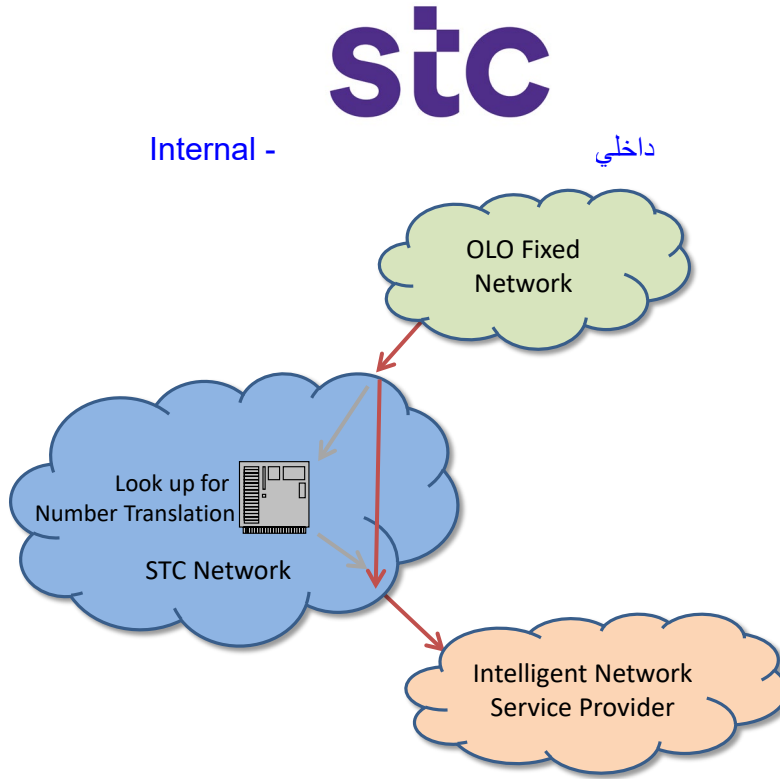 stc
Internal - داخلي
OLO Fixed
Network
Look up for
Number Translation
STC Network
Intelligent Network
Service Provider